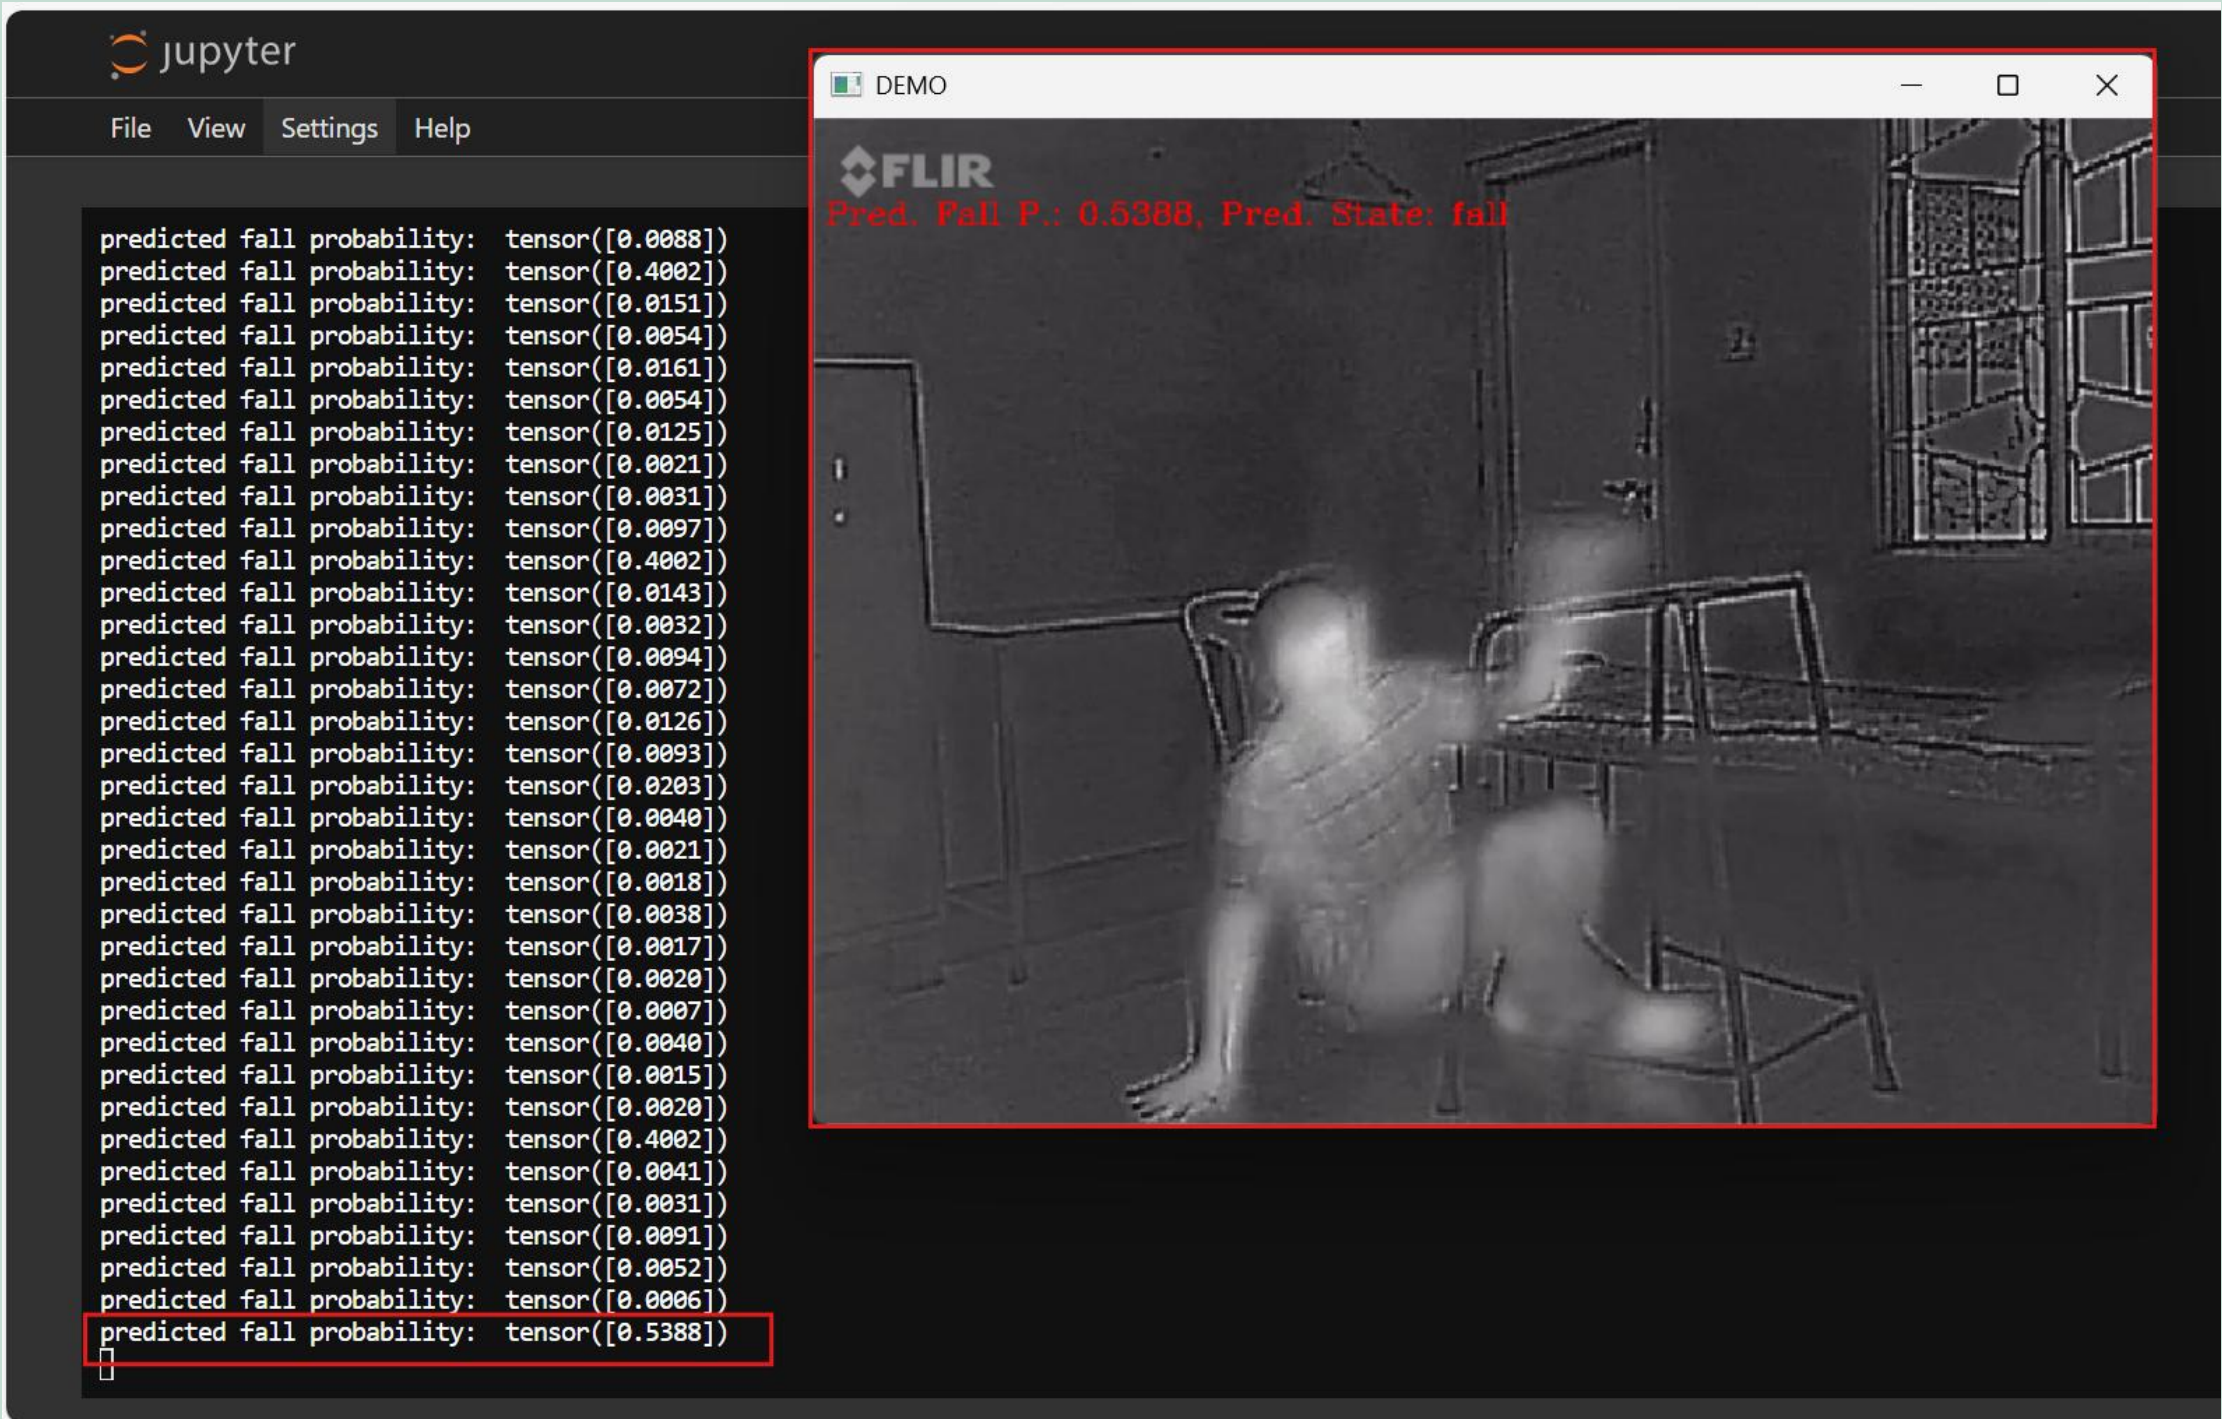 jupyter
File View Settings Help
predicted fall probability: tensor([0.0088])
predicted fall probability: tensor([0.4002])
predicted fall probability: tensor([0.0151])
predicted fall probability: tensor([0.0054])
predicted fall probability: tensor([0.0161])
predicted fall probability: tensor([0.0054])
predicted fall probability: tensor([0.0125])
predicted fall probability: tensor([0.0021])
predicted fall probability: tensor([0.0031])
predicted fall probability: tensor([0.0097])
predicted fall probability: tensor([0.4002])
predicted fall probability: tensor([0.0143])
predicted fall probability: tensor([0.0032])
predicted fall probability: tensor([0.0094])
predicted fall probability: tensor([0.0072])
predicted fall probability: tensor([0.0126])
predicted fall probability: tensor([0.0093])
predicted fall probability: tensor([0.0203])
predicted fall probability: tensor([0.0040])
predicted fall probability: tensor([0.0021])
predicted fall probability: tensor([0.0018])
predicted fall probability: tensor([0.0038])
predicted fall probability: tensor([0.0017])
predicted fall probability: tensor([0.0020])
predicted fall probability: tensor([0.0007])
predicted fall probability: tensor([0.0040])
predicted fall probability: tensor([0.0015])
predicted fall probability: tensor([0.0020])
predicted fall probability: tensor([0.4002])
predicted fall probability: tensor([0.0041])
predicted fall probability: tensor([0.0031])
predicted fall probability: tensor([0.0091])
predicted fall probability: tensor([0.0052])
predicted fall probability: tensor([0.0006])
predicted fall probability: tensor([0.5388])
DEMO
FLIR
Pred. Fall P.: 0.5388, Pred. State: fall